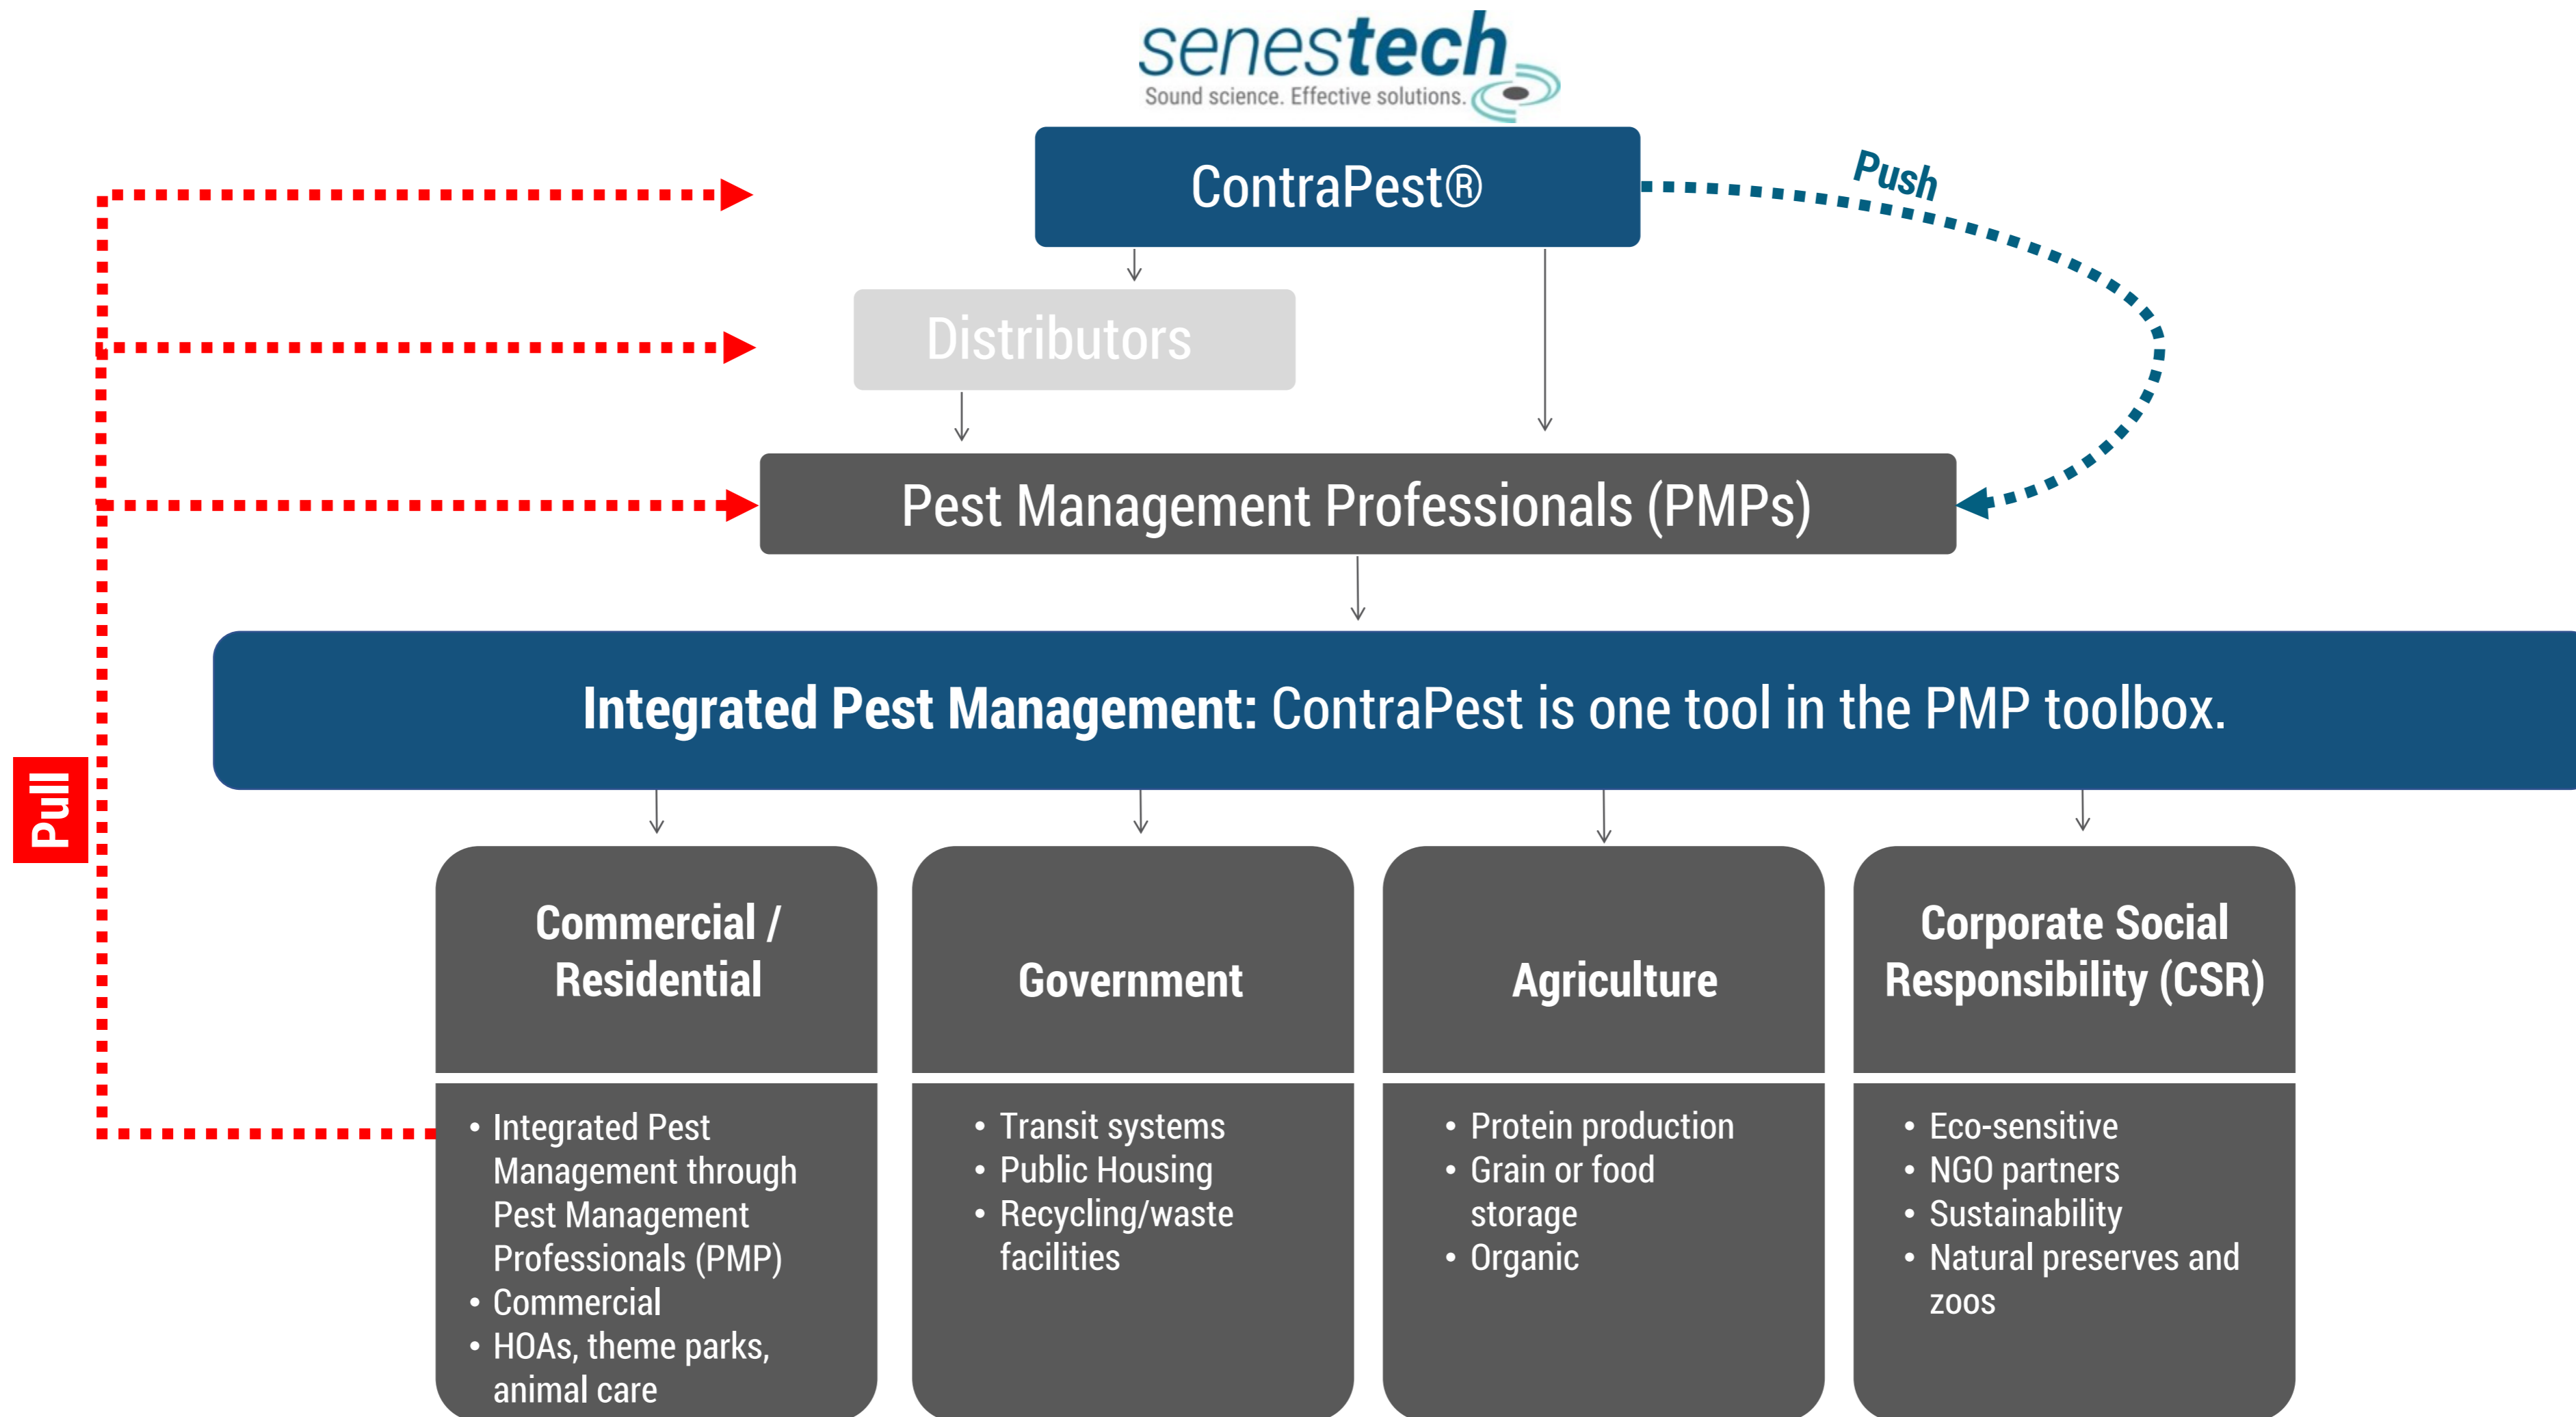 senestech
Sound science. Effective solutions.
ContraPest®
Push
Distributors
Pest Management Professionals (PMPs)
Integrated Pest Management: ContraPest is one tool in the PMP toolbox.
Pull
Commercial /
Residential
• Integrated Pest
Management through
Pest Management
Professionals (PMP)
• Commercial
• HOAs, theme parks,
animal care
Government
• Transit systems
• Public Housing
• Recycling/waste
facilities
Agriculture
• Protein production
• Grain or food
storage
• Organic
Corporate Social
Responsibility (CSR)
• Eco-sensitive
• NGO partners
• Sustainability
• Natural preserves and
zoos